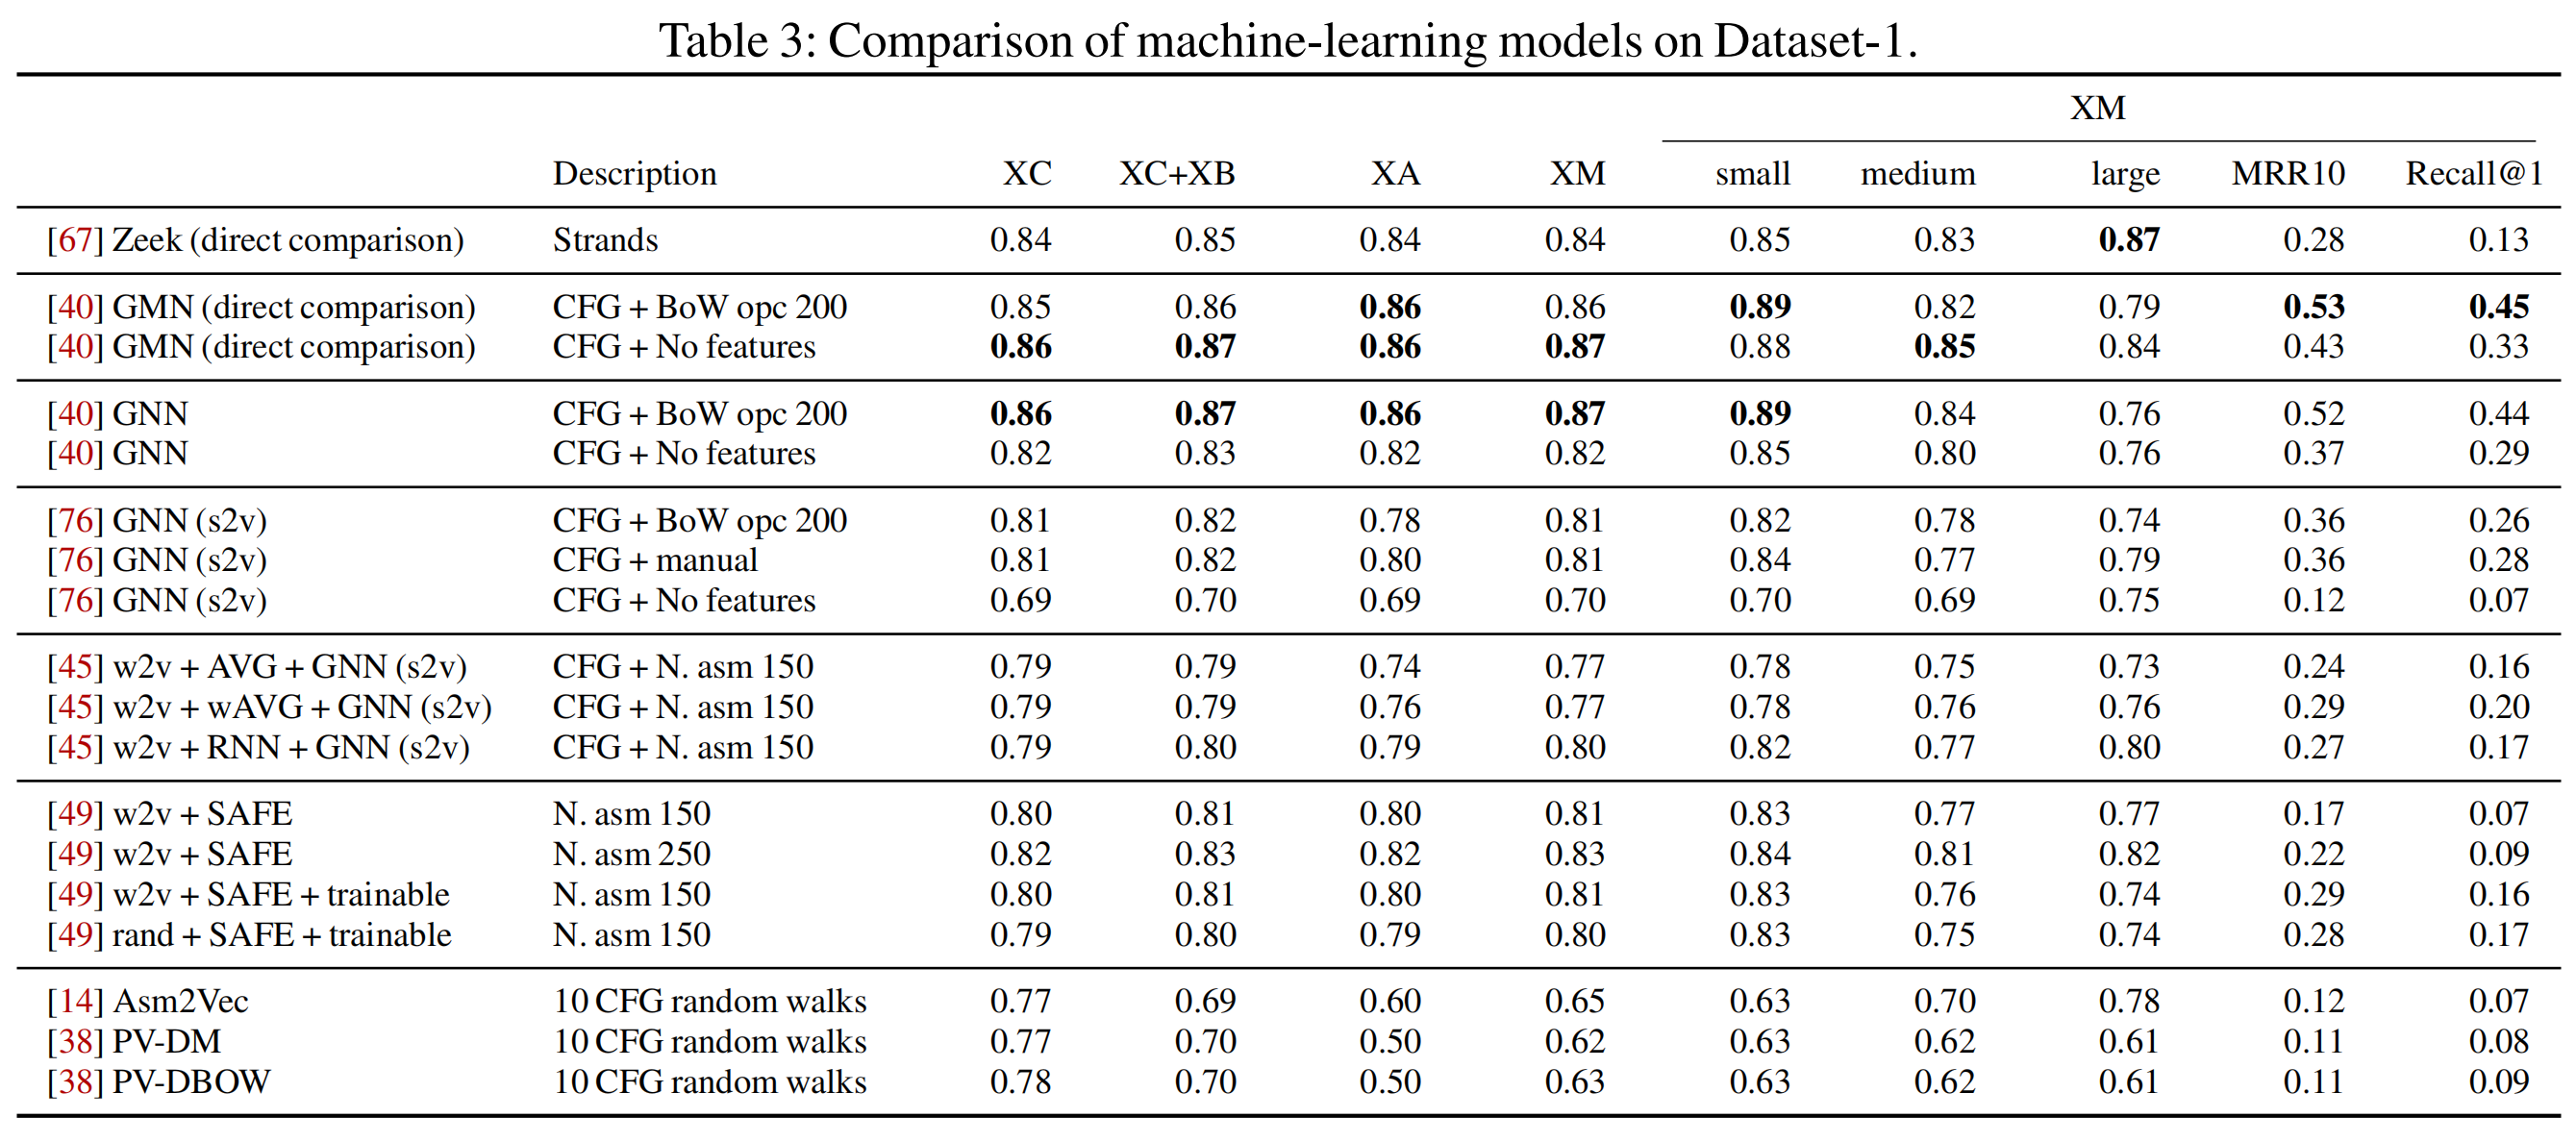 Table 3: Comparison of machine-learning models on Dataset-1.
XM
Description XC XC+XB XA XM small medium large MRR10 Recall@1
[67] Zeek (direct comparison) Strands 0.84 0.85 0.84 0.84 0.85 0.83 0.87 0.28 0.13
[40] GMN (direct comparison) CFG + BoW opc 200 0.85 0.86 0.86 0.86 0.89 0.82 0.79 0.53 0.45
[40] GMN (direct comparison) CFG + No features 0.86 0.87 0.86 0.87 0.88 0.85 0.84 0.43 0.33
[40] GNN CFG + BoW opc 200 0.86 0.87 0.86 0.87 0.89 0.84 0.76 0.52 0.44
[40] GNN CFG + No features 0.82 0.83 0.82 0.82 0.85 0.80 0.76 0.37 0.29
[76] GNN (s2v) CFG + BoW opc 200 0.81 0.82 0.78 0.81 0.82 0.78 0.74 0.36 0.26
[76] GNN (s2v) CFG + manual 0.81 0.82 0.80 0.81 0.84 0.77 0.79 0.36 0.28
[76] GNN (s2v) CFG + No features 0.69 0.70 0.69 0.70 0.70 0.69 0.75 0.12 0.07
[45] w2v + AVG + GNN (s2v) CFG + N. asm 150 0.79 0.79 0.74 0.77 0.78 0.75 0.73 0.24 0.16
[45] w2v + wAVG + GNN (s2v) CFG + N. asm 150 0.79 0.79 0.76 0.77 0.78 0.76 0.76 0.29 0.20
[45] w2v + RNN + GNN (s2v) CFG + N. asm 150 0.79 0.80 0.79 0.80 0.82 0.77 0.80 0.27 0.17
[49] w2v + SAFE N. asm 150 0.80 0.81 0.80 0.81 0.83 0.77 0.77 0.17 0.07
[49] w2v + SAFE N. asm 250 0.82 0.83 0.82 0.83 0.84 0.81 0.82 0.22 0.09
[49] w2v + SAFE + trainable N. asm 150 0.80 0.81 0.80 0.81 0.83 0.76 0.74 0.29 0.16
[49] rand + SAFE + trainable N. asm 150 0.79 0.80 0.79 0.80 0.83 0.75 0.74 0.28 0.17
[14] Asm2Vec 10 CFG random walks 0.77 0.69 0.60 0.65 0.63 0.70 0.78 0.12 0.07
[38] PV-DM 10 CFG random walks 0.77 0.70 0.50 0.62 0.63 0.62 0.61 0.11 0.08
[38] PV-DBOW 10 CFG random walks 0.78 0.70 0.50 0.63 0.63 0.62 0.61 0.11 0.09